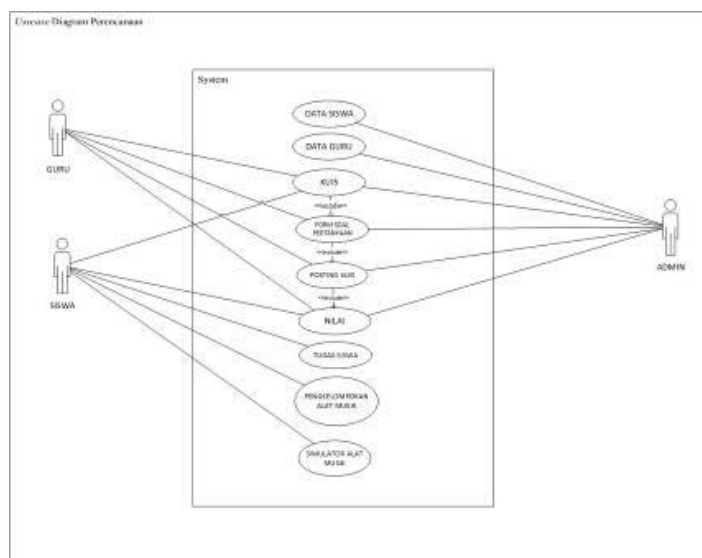 Usecase Diagram Perencanaan
System
DATA SISWA
DATA GURU
GURU
KUIS
<<include>>
FORM SOAL
PERTANYAAN
<<include>>
ADMIN
SISWA
POSTING KUIS
<<include>>
NILAI
TUGAS SISWA
PENGKELOMPOKAN
ALAT MUSIK
SIMULATOR ALAT
MUSIK